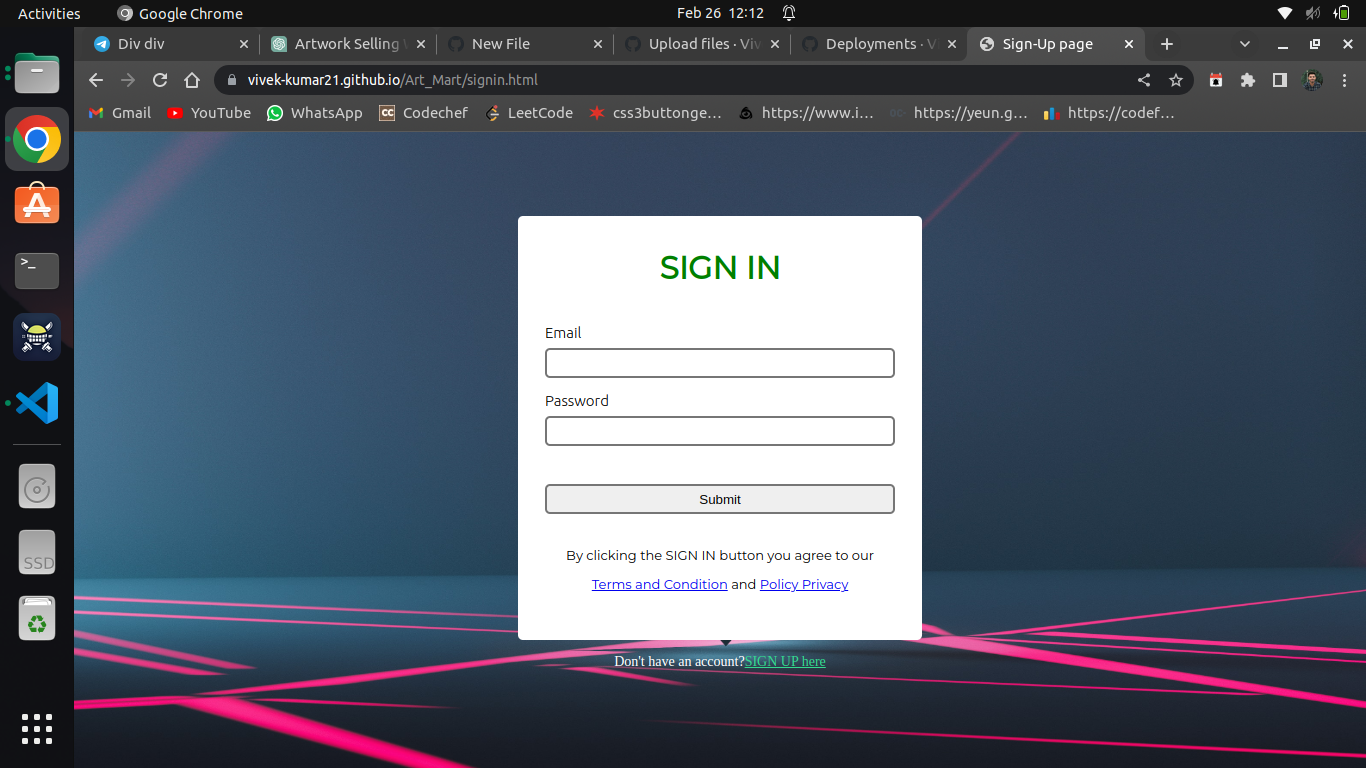 Activities Google Chrome Feb 26 12:12
Div div Artwork Selling New File Upload files · Viv Deployments · V Sign-Up page
vivek-kumar21.github.io/Art_Mart/signin.html
Gmail YouTube WhatsApp Codechef LeetCode css3buttonge... https://www.i... https://yeun.g... https://codef...
SIGN IN
Email
Password
Submit
By clicking the SIGN IN button you agree to our
Terms and Condition and Policy Privacy
Don't have an account?SIGN UP here
>_
SSD